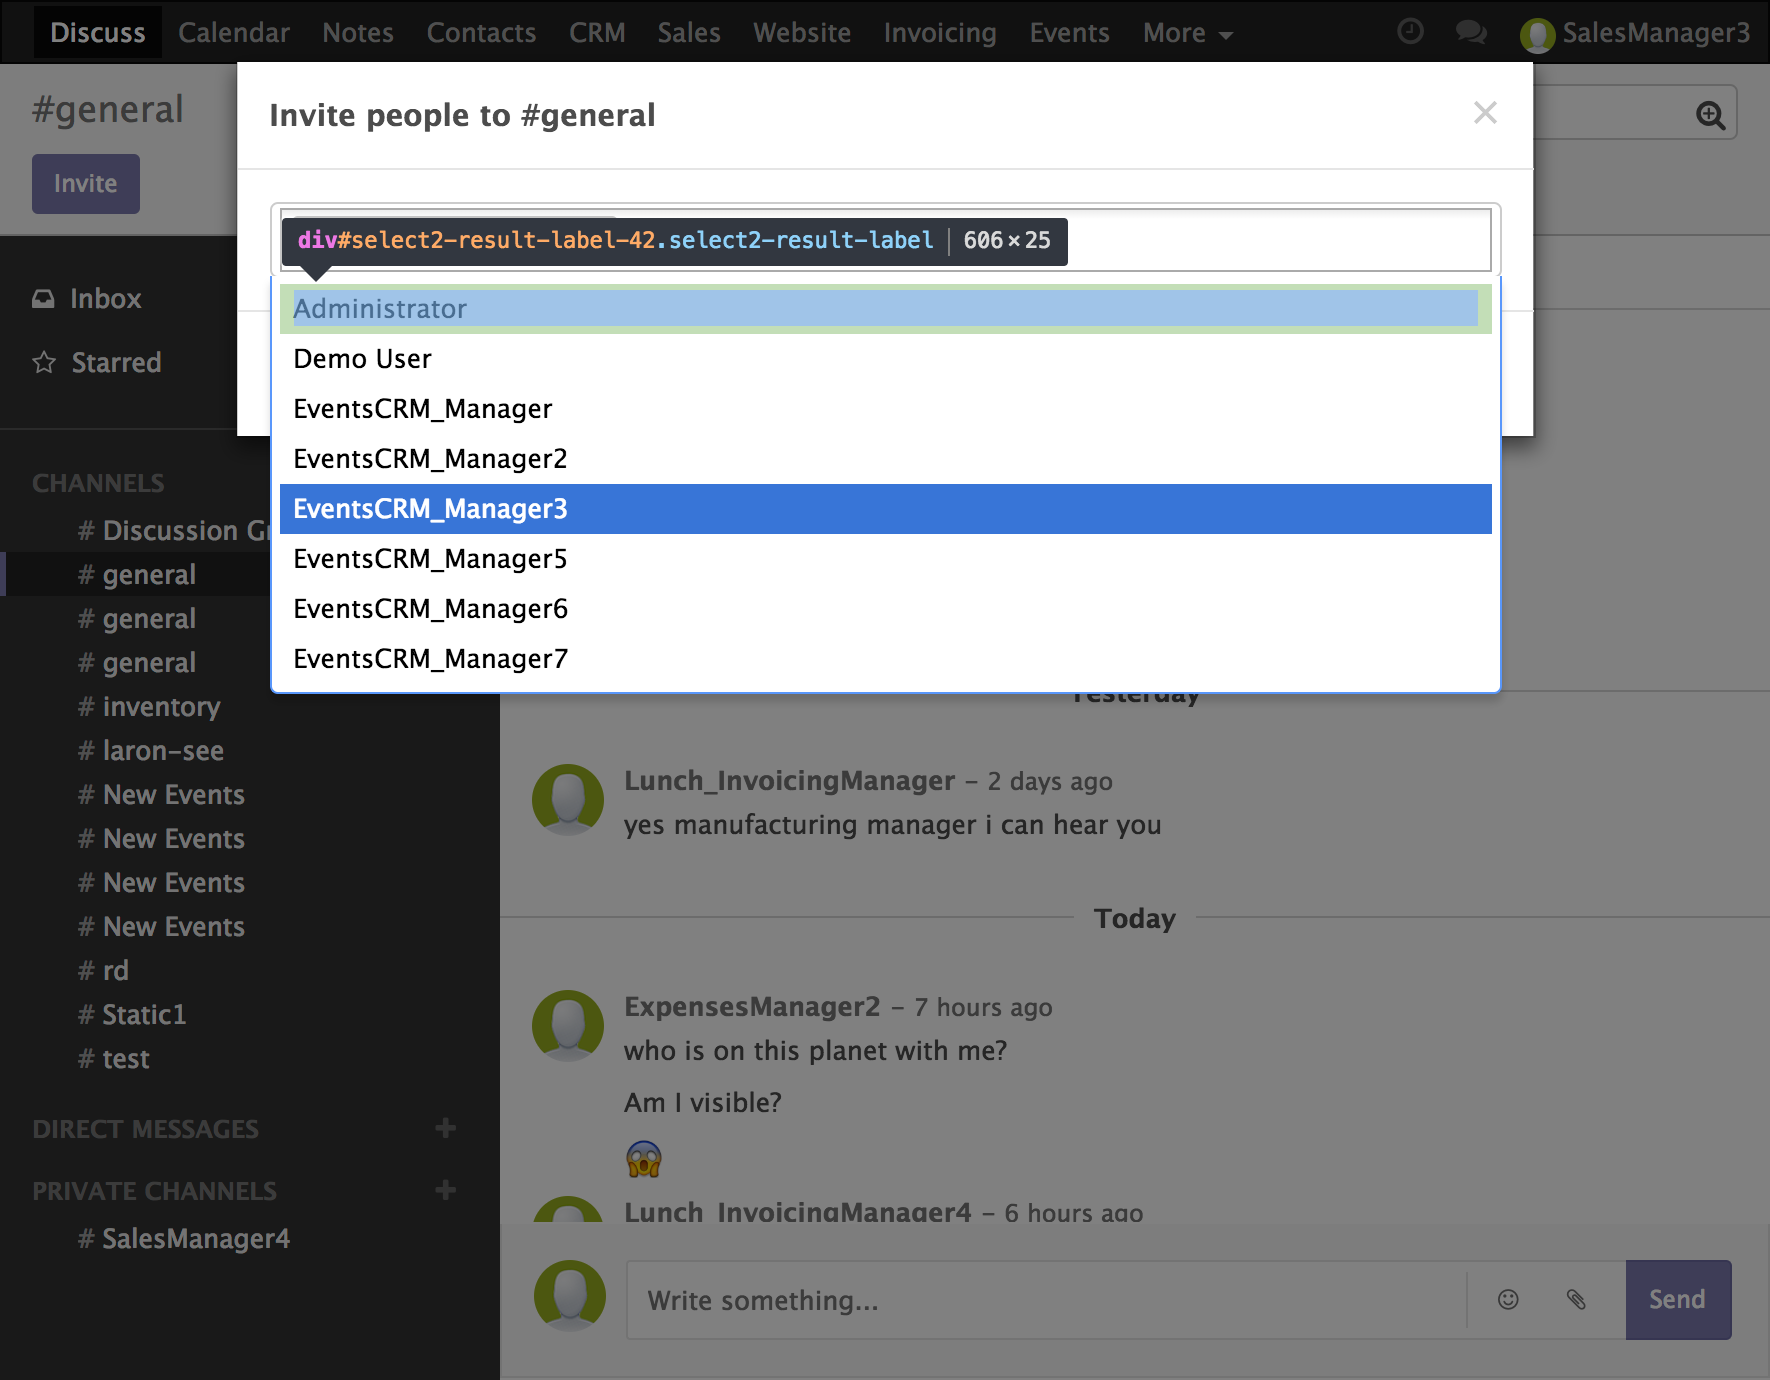 Discuss Calendar Notes Contacts CRM Sales Website Invoicing Events More SalesManager3
#general
Invite
Invite people to #general
div#select2-result-label-42.select2-result-label 606×25
Administrator
Demo User
EventsCRM_Manager
EventsCRM_Manager2
EventsCRM_Manager3
EventsCRM_Manager5
EventsCRM_Manager6
EventsCRM_Manager7
Inbox
Starred
CHANNELS
# Discussion Gr
# general
# general
# general
# inventory
# laron-see
# New Events
# New Events
# New Events
# New Events
# rd
# Static1
# test
DIRECT MESSAGES +
PRIVATE CHANNELS +
# SalesManager4
Yesterday
Lunch_InvoicingManager – 2 days ago
yes manufacturing manager i can hear you
Today
ExpensesManager2 – 7 hours ago
who is on this planet with me?
Am I visible?
Lunch_InvoicingManager4 – 6 hours ago
Write something...
Send